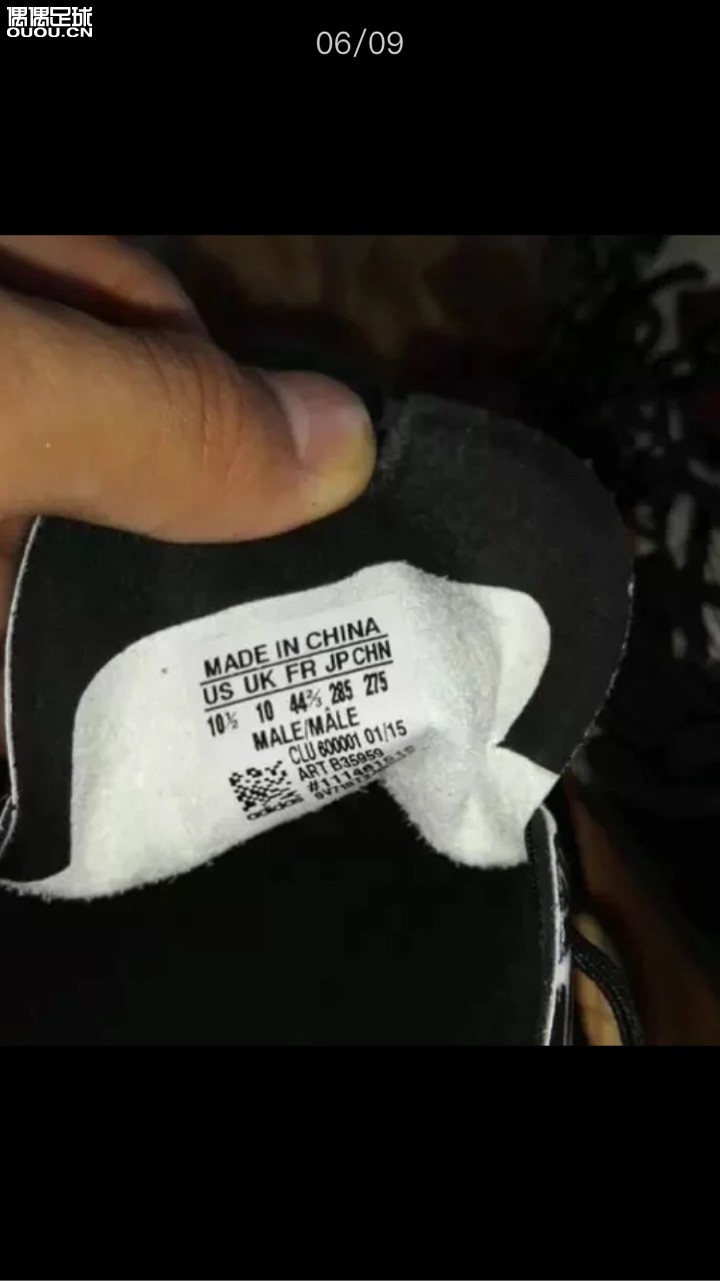 偶偶足球
OUOU.CN
06/09
MADE IN CHINA
US UK FR JP CHN
10½ 10 44⅔ 285 275
MALE/MÂLE
CLU 600001 01/15
ART B35959
adidas